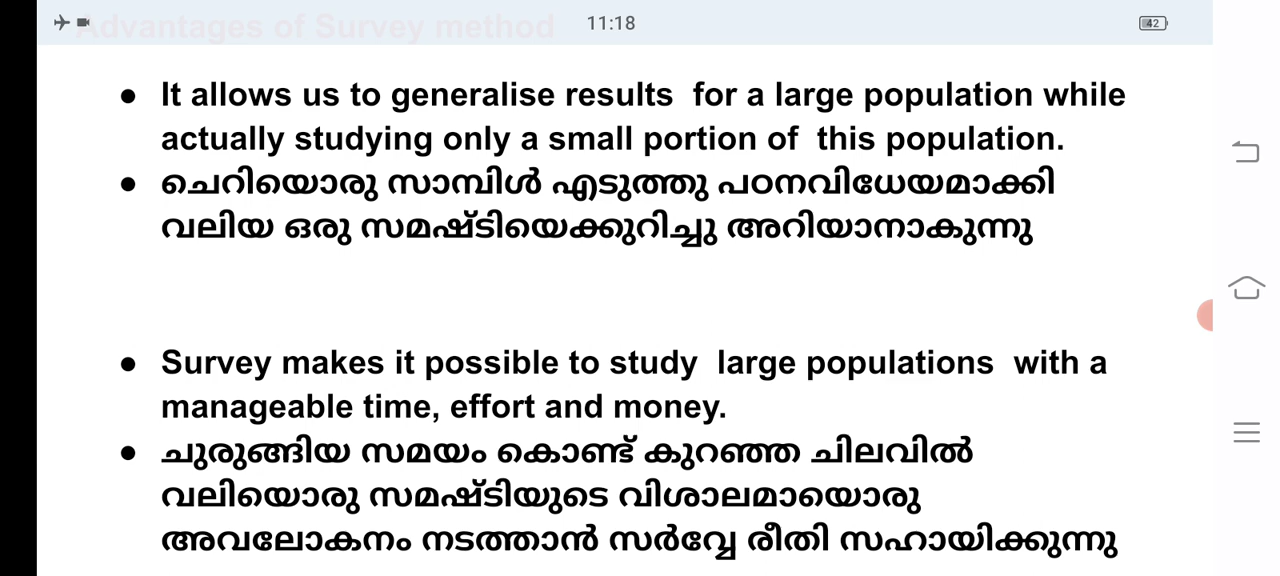 Advantages of Survey method
11:18
42
● It allows us to generalise results for a large population while
actually studying only a small portion of this population.
● ചെറിയൊരു സാമ്പിൾ എടുത്തു പഠനവിധേയമാക്കി
വലിയ ഒരു സമഷ്ടിയെക്കുറിച്ചു അറിയാനാകുന്നു
● Survey makes it possible to study large populations with a
manageable time, effort and money.
● ചുരുങ്ങിയ സമയം കൊണ്ട് കുറഞ്ഞ ചിലവിൽ
വലിയൊരു സമഷ്ടിയുടെ വിശാലമായൊരു
അവലോകനം നടത്താൻ സർവ്വേ രീതി സഹായിക്കുന്നു